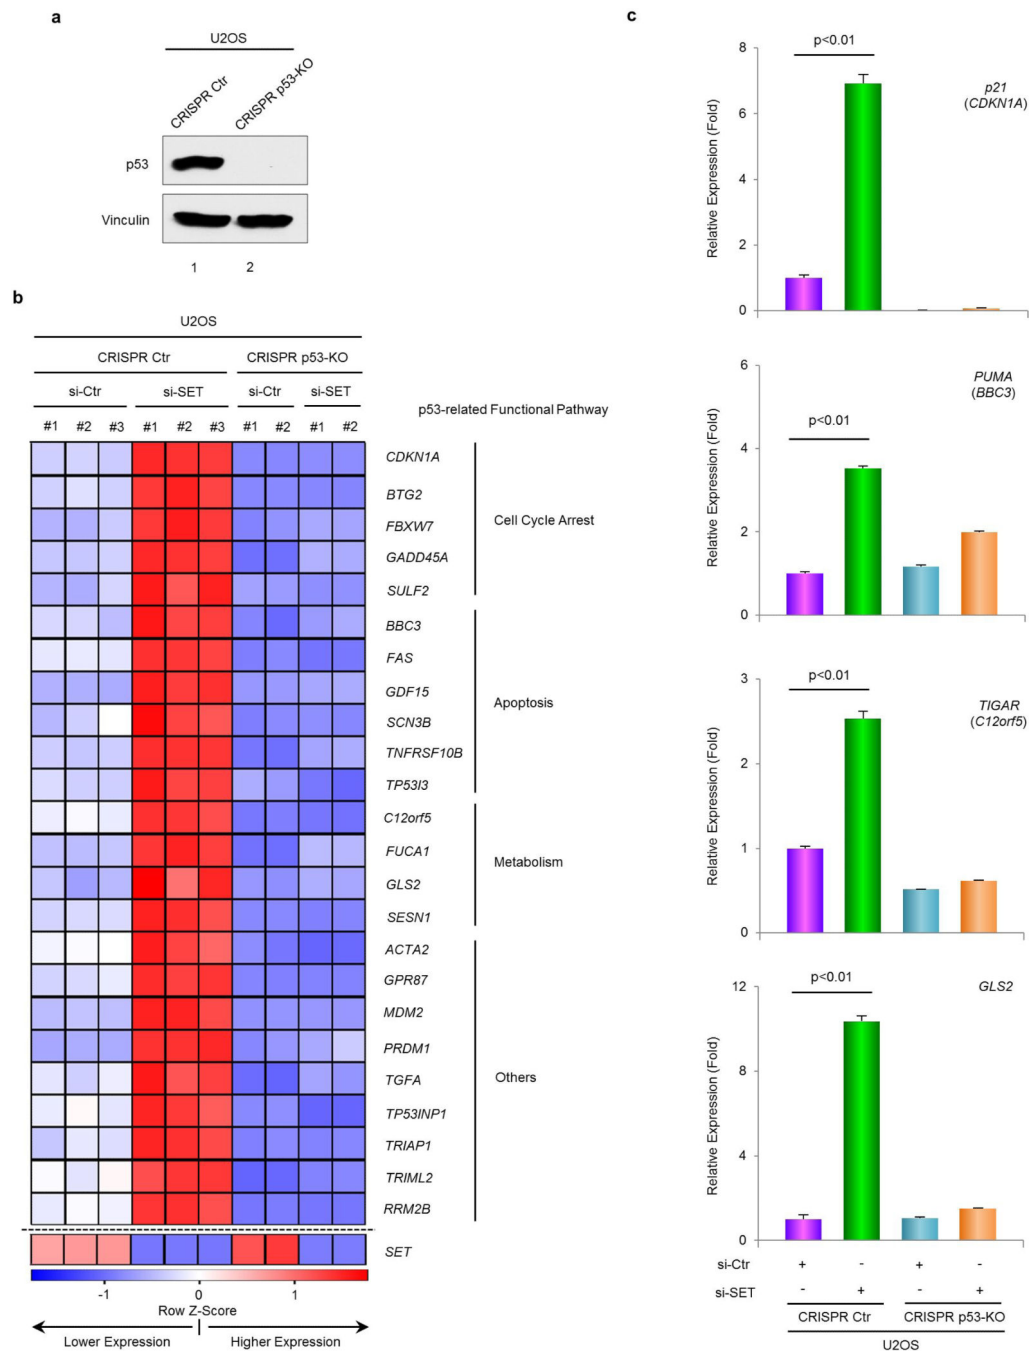 a
U2OS
CRISPR Ctr
CRISPR p53-KO
p53
Vinculin
1 2
b
U2OS
CRISPR Ctr CRISPR p53-KO
si-Ctr si-SET si-Ctr si-SET
p53-related Functional Pathway
#1 #2 #3 #1 #2 #3 #1 #2 #1 #2
CDKN1A
BTG2
FBXW7
GADD45A
SULF2
Cell Cycle Arrest
BBC3
FAS
GDF15
SCN3B
TNFRSF10B
TP53I3
Apoptosis
C12orf5
FUCA1
GLS2
SESN1
Metabolism
ACTA2
GPR87
MDM2
PRDM1
TGFA
TP53INP1
TRIAP1
TRIML2
RRM2B
Others
SET
-1 0 1
Row Z-Score
Lower Expression Higher Expression
c
p21
(CDKN1A)
p<0.01
Relative Expression (Fold)
8
6
4
2
0
PUMA
(BBC3)
p<0.01
Relative Expression (Fold)
6
4
2
0
TIGAR
(C12orf5)
p<0.01
Relative Expression (Fold)
3
2
1
0
GLS2
p<0.01
Relative Expression (Fold)
12
8
4
0
si-Ctr + - + -
si-SET - + - +
CRISPR Ctr CRISPR p53-KO
U2OS